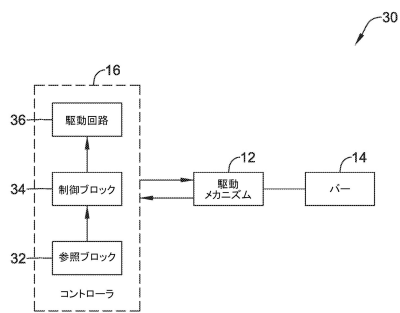 30
16
36
駆動回路
12
14
34
制御ブロック
駆動
メカニズム
バー
32
参照ブロック
コントローラ